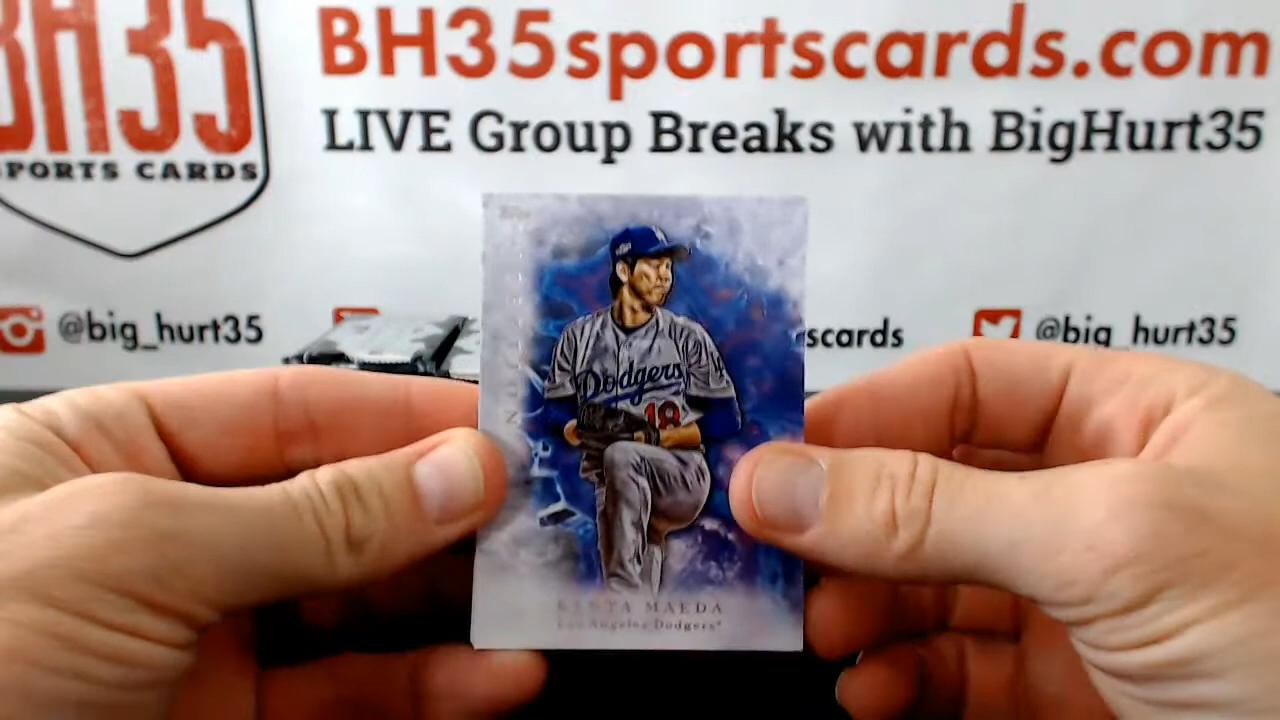 BH35
SPORTS CARDS
BH35sportscards.com
LIVE Group Breaks with BigHurt35
@big_hurt35
scards
@big_hurt35
Topps
Dodgers
18
KENTA MAEDA
Los Angeles Dodgers